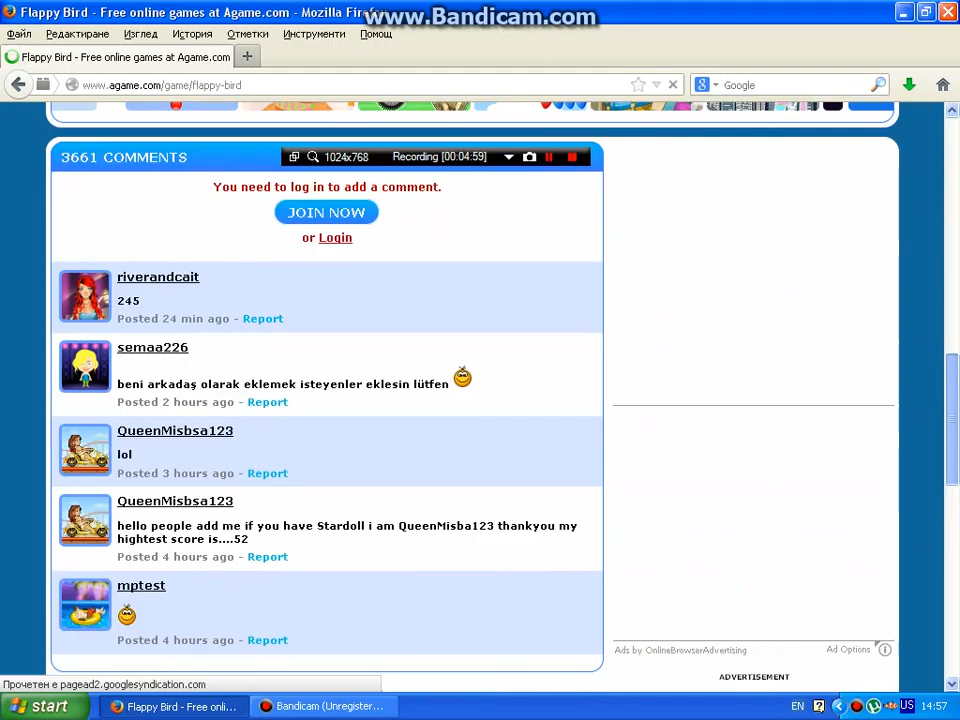 Flappy Bird - Free online games at Agame.com - Mozilla Firefox
www.Bandicam.com
Файл Редактиране Изглед История Отметки Инструменти Помощ
Flappy Bird - Free online games at Agame.com
www.agame.com/game/flappy-bird
Google
3661 COMMENTS
1024x768 Recording [00:04:59]
You need to log in to add a comment.
JOIN NOW
or Login
riverandcait
245
Posted 24 min ago - Report
semaa226
beni arkadaş olarak eklemek isteyenler eklesin lütfen
Posted 2 hours ago - Report
QueenMisbsa123
lol
Posted 3 hours ago - Report
QueenMisbsa123
hello people add me if you have Stardoll i am QueenMisba123 thankyou my
hightest score is....52
Posted 4 hours ago - Report
mptest
Posted 4 hours ago - Report
Ads by OnlineBrowserAdvertising Ad Options
ADVERTISEMENT
Прочетен е pagead2.googlesyndication.com
start Flappy Bird - Free onli... Bandicam (Unregister... EN US 14:57